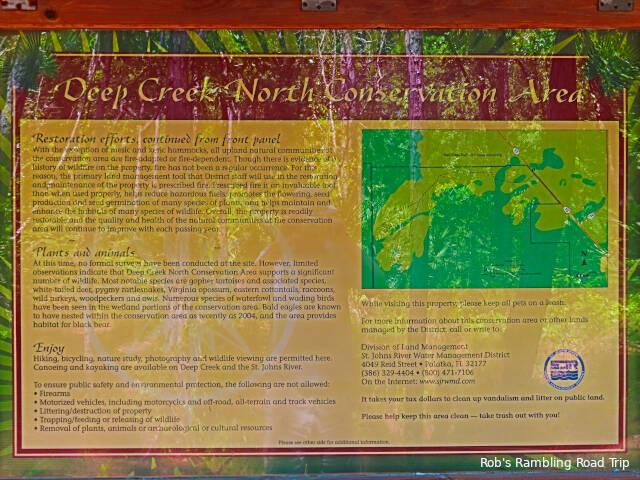 Deep Creek North Conservation Area
Restoration efforts, continued from front panel
With the exception of mesic and xeric hammocks, all upland natural communities of
the conservation area are fire-adapted or fire-dependent. Though there is evidence of a
history of wildfire on the property, fire has not been a regular occurrence. For this
reason, the primary land management tool that District staff will use in the restoration
and maintenance of the property is prescribed fire. Prescribed fire is an invaluable tool
that when used properly, helps reduce hazardous fuels, promotes the flowering, seed
production and seed germination of many species of plants, and helps maintain and
enhance the habitats of many species of wildlife. Overall, the property is readily
restorable and the quality and health of the natural communities of the conservation
area will continue to improve with each passing year.
Plants and animals
At this time, no formal surveys have been conducted at the site. However, limited
observations indicate that Deep Creek North Conservation Area supports a significant
number of wildlife. Most notable species are gopher tortoises and associated species,
white-tailed deer, pygmy rattlesnakes, Virginia opossum, eastern cottontails, raccoons,
wild turkeys, woodpeckers and owls. Numerous species of waterfowl and wading birds
have been seen in the wetland portions of the conservation area. Bald eagles are known
to have nested within the conservation area as recently as 2004, and the area provides
habitat for black bear.
Enjoy
Hiking, bicycling, nature study, photography and wildlife viewing are permitted here.
Canoeing and kayaking are available on Deep Creek and the St. Johns River.
To ensure public safety and environmental protection, the following are not allowed:
• Firearms
• Motorized vehicles, including motorcycles and off-road, all-terrain and track vehicles
• Littering/destruction of property
• Trapping/feeding or releasing of wildlife
• Removal of plants, animals or archaeological or cultural resources
N
While visiting this property, please keep all pets on a leash.
For more information about this conservation area or other lands
managed by the District, call or write to:
Division of Land Management
St. Johns River Water Management District
4049 Reid Street • Palatka, FL 32177
(386) 329-4404 • (800) 471-7106
On the Internet: www.sjrwmd.com
SJR
It takes your tax dollars to clean up vandalism and litter on public land.
Please help keep this area clean — take trash out with you!
Please see other side for additional information.
Rob's Rambling Road Trip